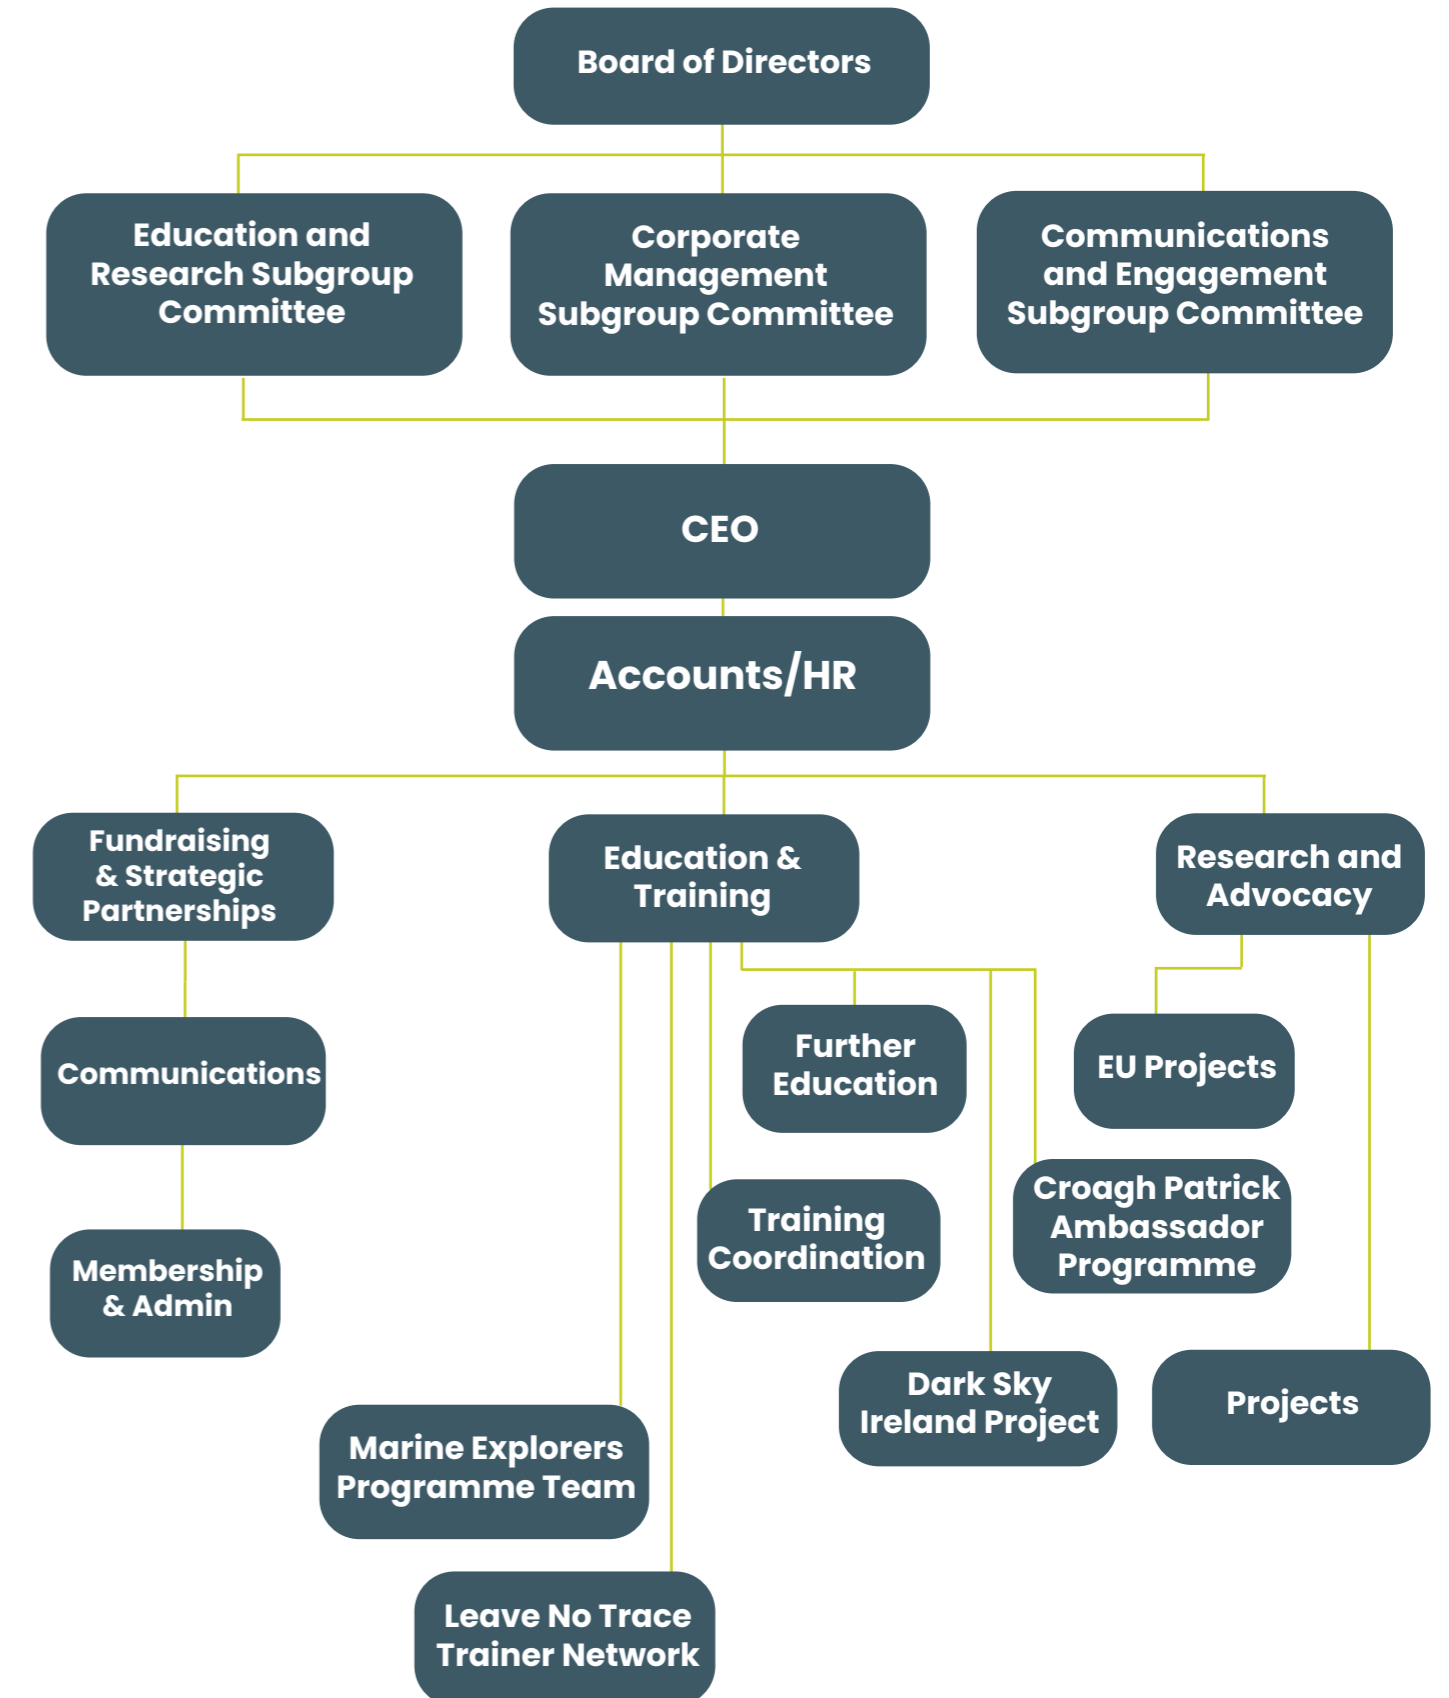 Board of Directors
Education and
Research Subgroup
Committee
Corporate
Management
Subgroup Committee
Communications
and Engagement
Subgroup Committee
CEO
Accounts/HR
Fundraising
& Strategic
Partnerships
Education &
Training
Research and
Advocacy
Communications
Further
Education
EU Projects
Membership
& Admin
Training
Coordination
Croagh Patrick
Ambassador
Programme
Dark Sky
Ireland Project
Projects
Marine Explorers
Programme Team
Leave No Trace
Trainer Network